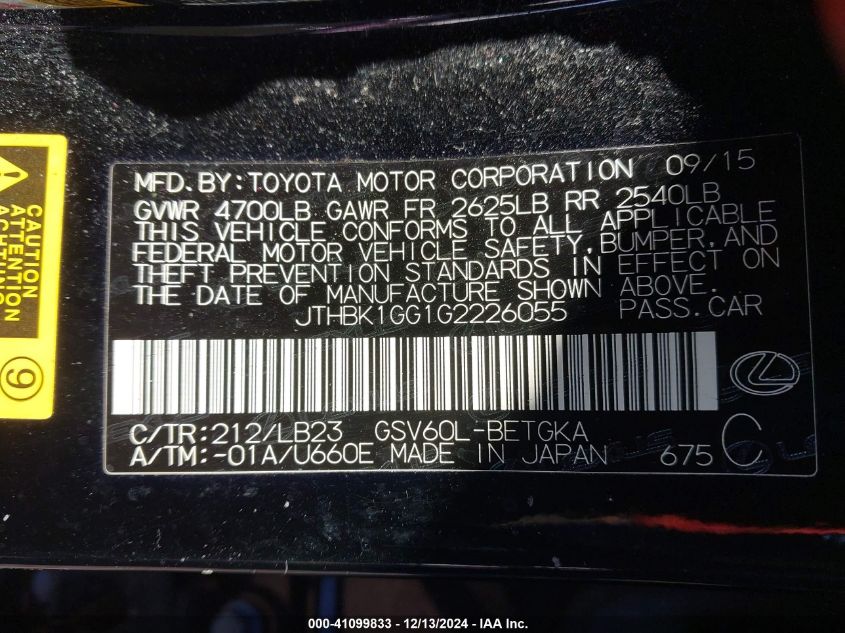 MFD.BY:TOYOTA MOTOR CORPORATION 09/15
GVWR 4700LB GAWR FR 2625LB RR 2540LB
THIS VEHICLE CONFORMS TO ALL APPLICABLE
FEDERAL MOTOR VEHICLE SAFETY, BUMPER, AND
THEFT PREVENTION STANDARDS IN EFFECT ON
THE DATE OF MANUFACTURE SHOWN ABOVE.
JTHBK1GG1G2226055 PASS.CAR
C/TR:212/LB23 GSV60L-BETGKA
A/TM:-01A/U660E MADE IN JAPAN 675 C
CAUTION
ATTENTION
ACHTUNG
9
000-41099833 - 12/13/2024 - IAA Inc.